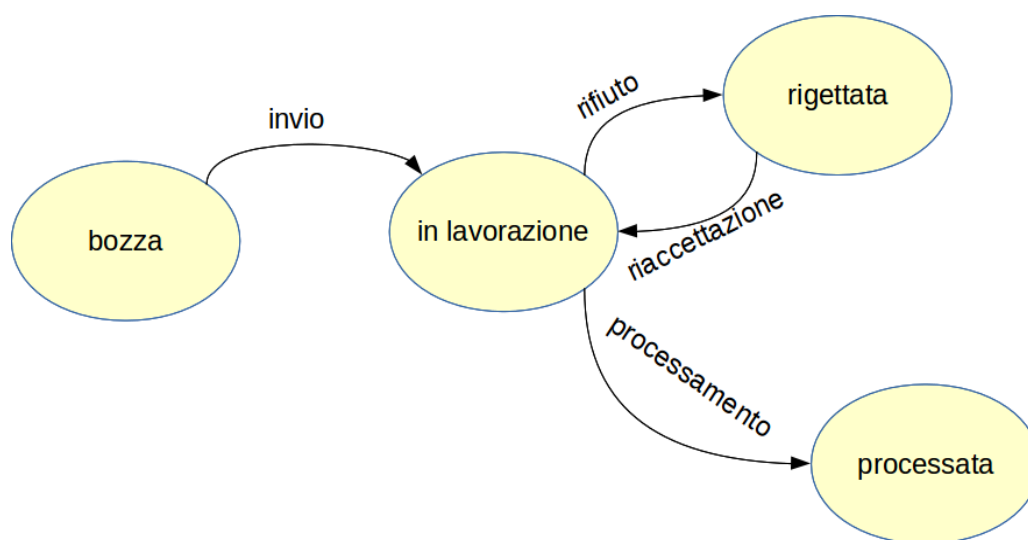 invio
bozza
in lavorazione
rifiuto
rigettata
riaccettazione
processamento
processata